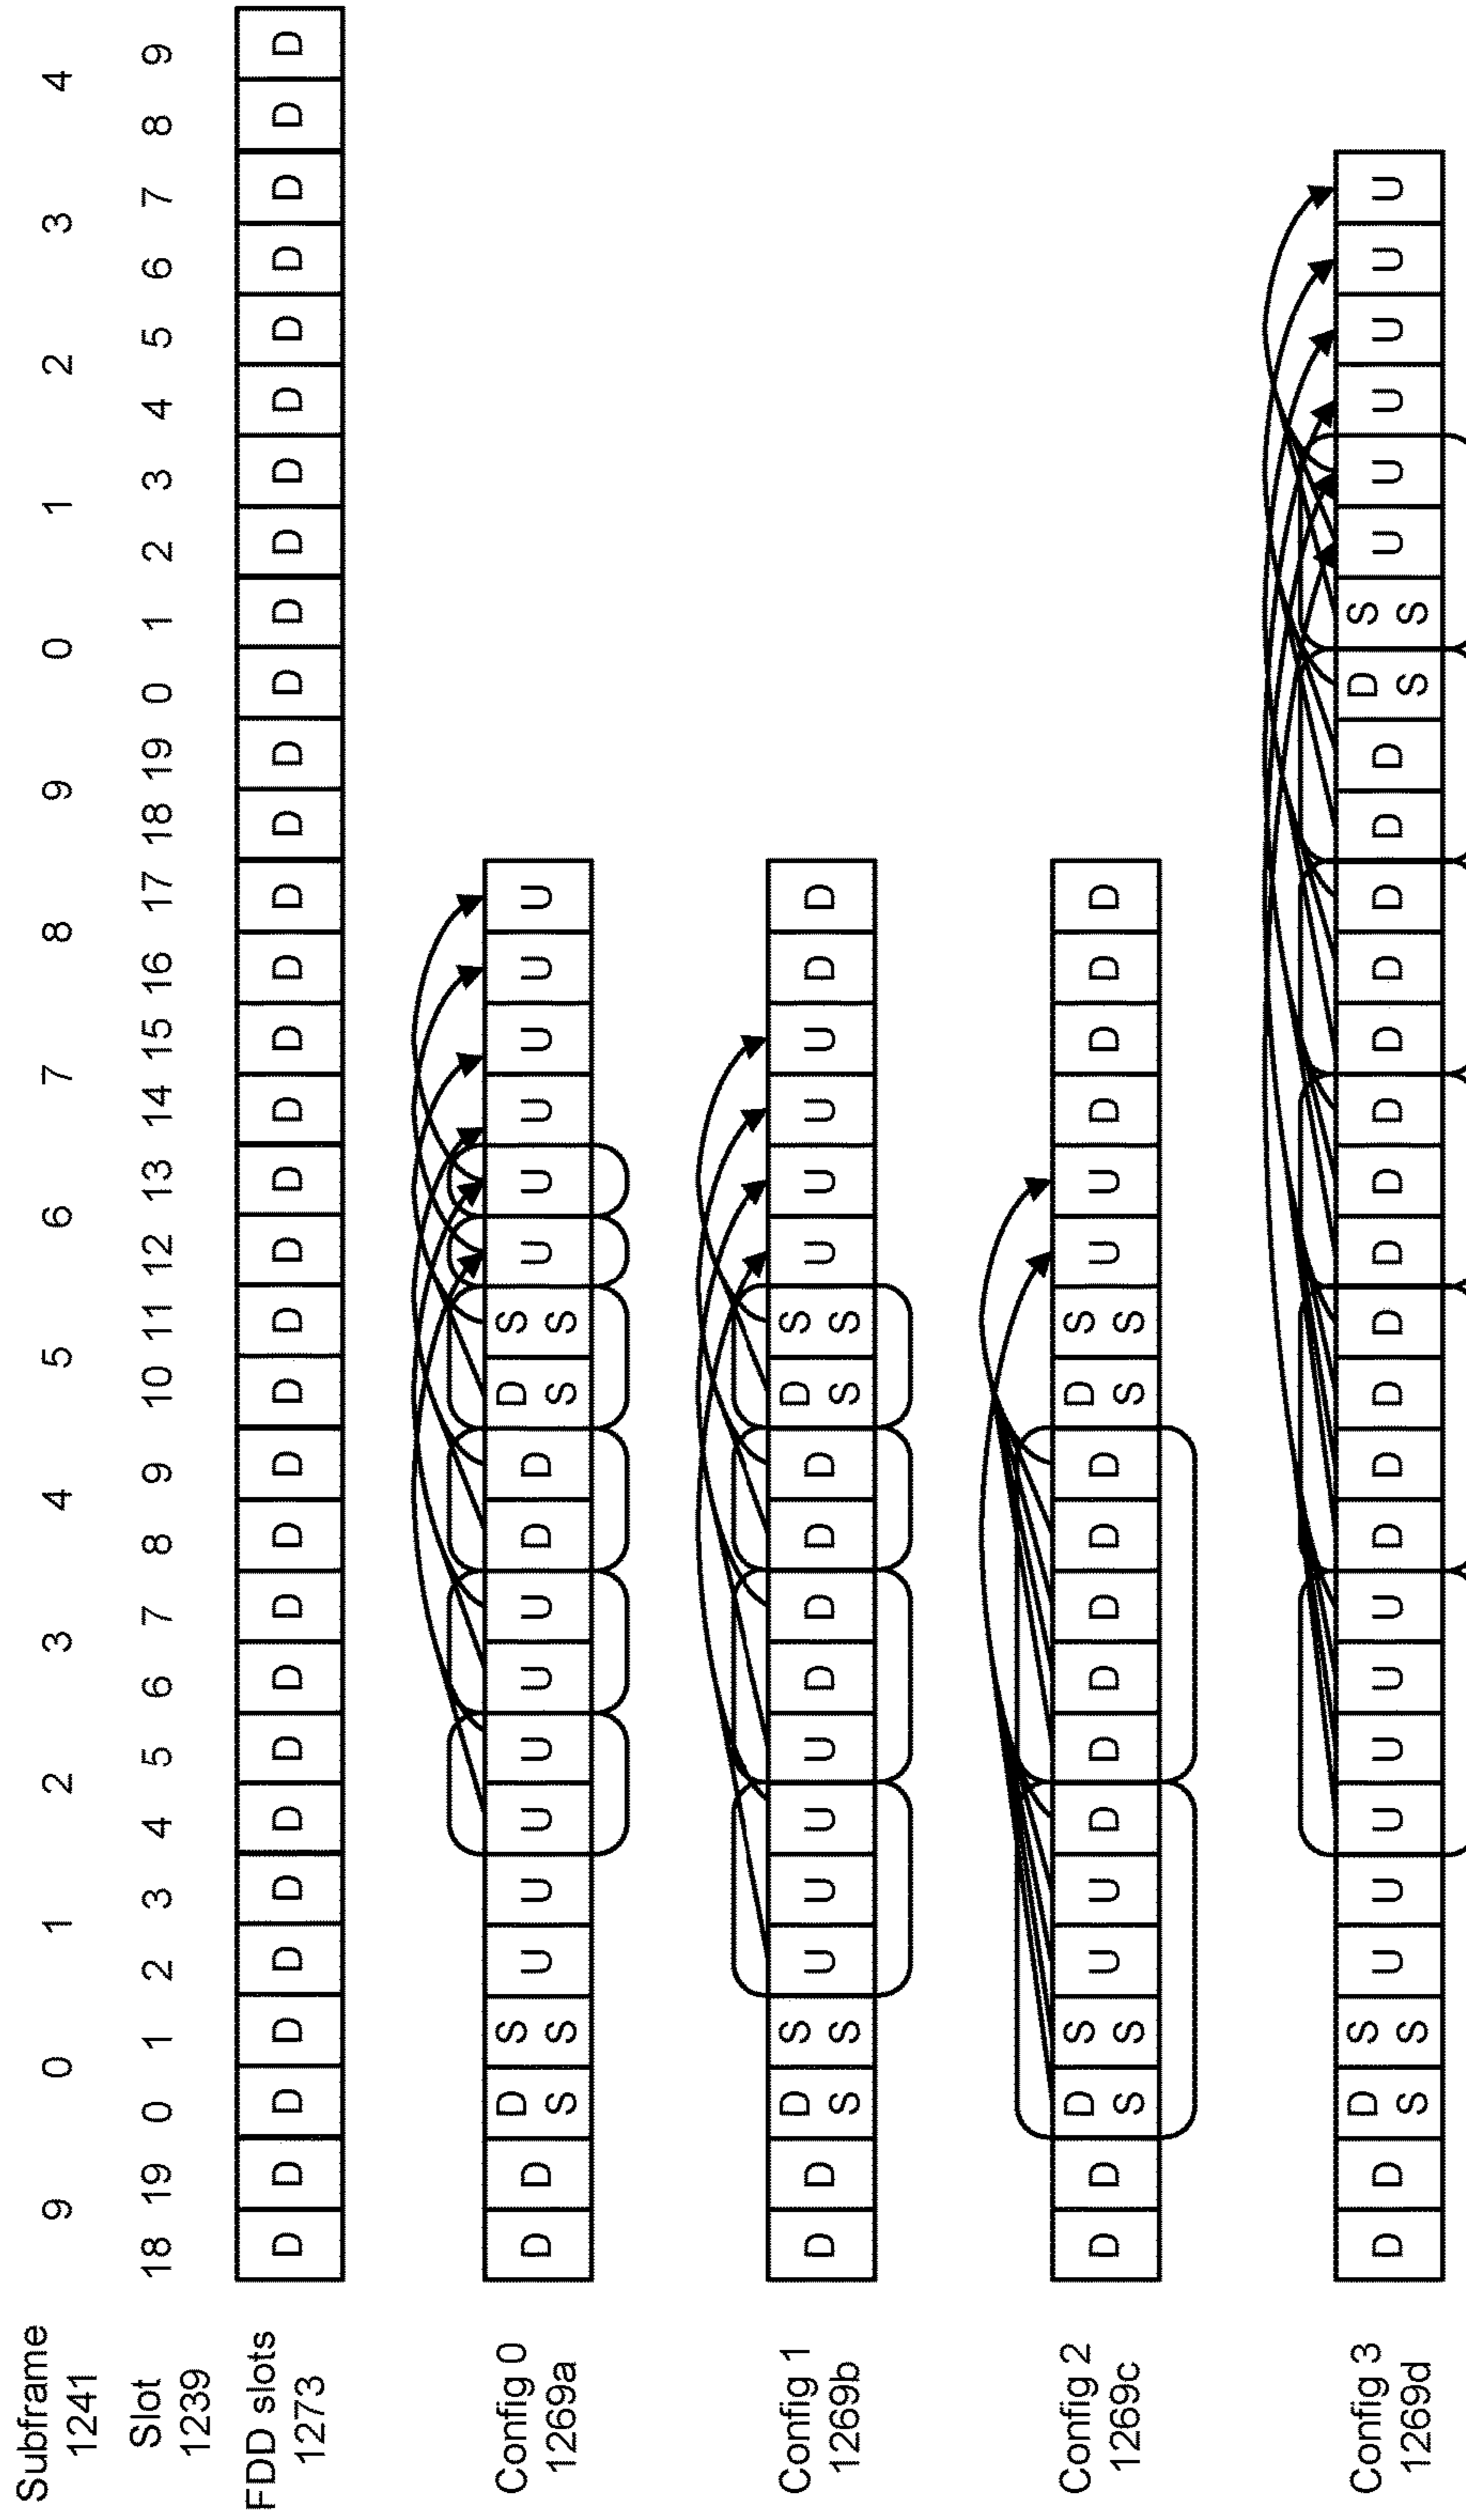 Subframe 9 0 1 2 3 4 5 6 7 8 9 0 1 2 3 4
1241
Slot 18 19 0 1 2 3 4 5 6 7 8 9 10 11 12 13 14 15 16 17 18 19 0 1 2 3 4 5 6 7 8 9
1239
FDD slots D D D D D D D D D D D D D D D D D D D D D D D D D D D D D D D D
1273
Config 0 D D D S U U U U U U D D D S U U U U U U
1269a S S S S
Config 1 D D D S U U U U D D D D D S U U U U D D
1269b S S S S
Config 2 D D D S U U D D D D D D D S U U D D D D
1269c S S S S
Config 3 D D D S U U U U U U D D D D D D D D D D D D D S U U U U U U
1269d S S S S